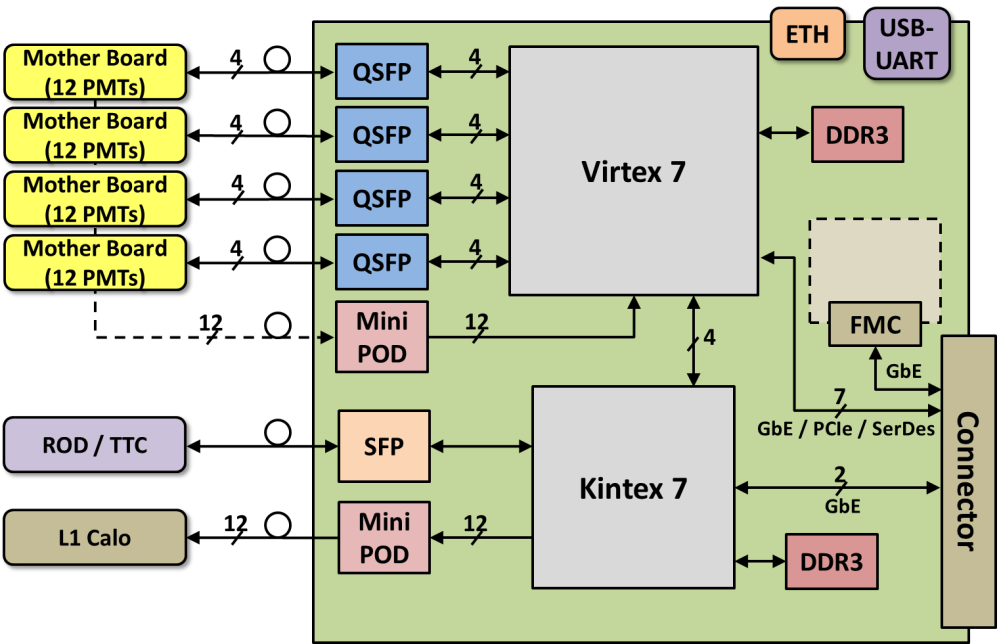 ETH
USB-
UART
Mother Board
(12 PMTs)
4
QSFP
4
Mother Board
(12 PMTs)
4
QSFP
4
Mother Board
(12 PMTs)
4
QSFP
4
Mother Board
(12 PMTs)
4
QSFP
4
Virtex 7
DDR3
12
Mini
POD
12
4
FMC
GbE
7
GbE / PCIe / SerDes
ROD / TTC
SFP
Kintex 7
2
GbE
L1 Calo
12
Mini
POD
12
DDR3
Connector